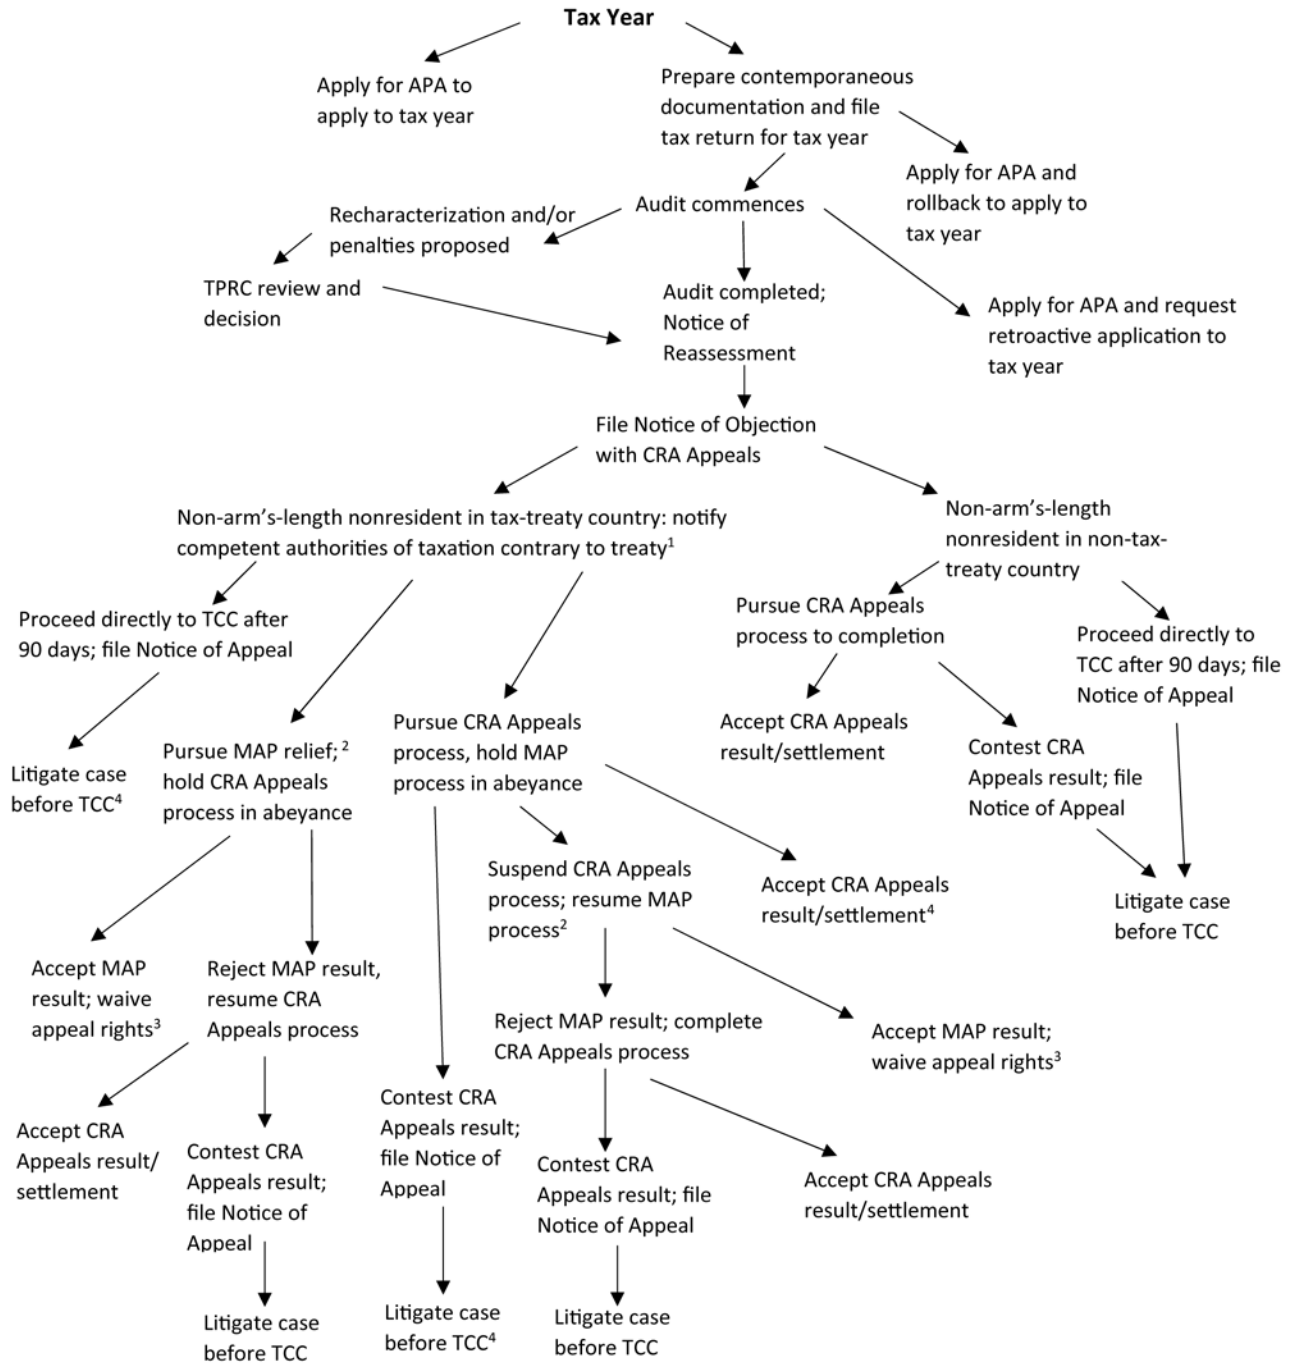 Tax Year
Apply for APA to
apply to tax year
Prepare contemporaneous
documentation and file
tax return for tax year
Apply for APA and
rollback to apply to
tax year
Audit commences
Recharacterization and/or
penalties proposed
TPRC review and
decision
Audit completed;
Notice of
Reassessment
Apply for APA and request
retroactive application to
tax year
File Notice of Objection
with CRA Appeals
Non-arm’s-length nonresident in tax-treaty country: notify
competent authorities of taxation contrary to treaty¹
Non-arm’s-length
nonresident in non-tax-
treaty country
Proceed directly to TCC after
90 days; file Notice of Appeal
Pursue CRA Appeals
process to completion
Proceed directly to
TCC after 90 days; file
Notice of Appeal
Litigate case
before TCC⁴
Pursue MAP relief; ²
hold CRA Appeals
process in abeyance
Pursue CRA Appeals
process, hold MAP
process in abeyance
Accept CRA Appeals
result/settlement
Contest CRA
Appeals result; file
Notice of Appeal
Suspend CRA Appeals
process; resume MAP
process²
Accept CRA Appeals
result/settlement⁴
Litigate case
before TCC
Accept MAP
result; waive
appeal rights³
Reject MAP result,
resume CRA
Appeals process
Reject MAP result; complete
CRA Appeals process
Accept MAP result;
waive appeal rights³
Accept CRA
Appeals result/
settlement
Contest CRA
Appeals result;
file Notice of
Appeal
Contest CRA
Appeals result;
file Notice of
Appeal
Contest CRA
Appeals result; file
Notice of Appeal
Accept CRA Appeals
result/settlement
Litigate case
before TCC
Litigate case
before TCC⁴
Litigate case
before TCC